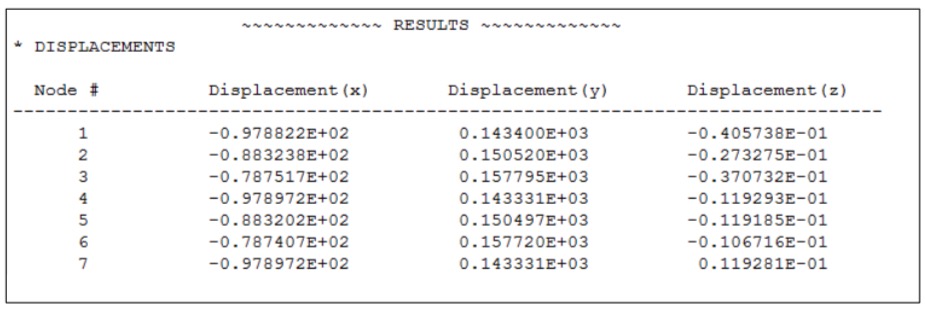 ~~~~~~~~~~~~~ RESULTS ~~~~~~~~~~~~~
* DISPLACEMENTS
Node # Displacement(x) Displacement(y) Displacement(z)
1 -0.978822E+02 0.143400E+03 -0.405738E-01
2 -0.883238E+02 0.150520E+03 -0.273275E-01
3 -0.787517E+02 0.157795E+03 -0.370732E-01
4 -0.978972E+02 0.143331E+03 -0.119293E-01
5 -0.883202E+02 0.150497E+03 -0.119185E-01
6 -0.787407E+02 0.157720E+03 -0.106716E-01
7 -0.978972E+02 0.143331E+03 0.119281E-01